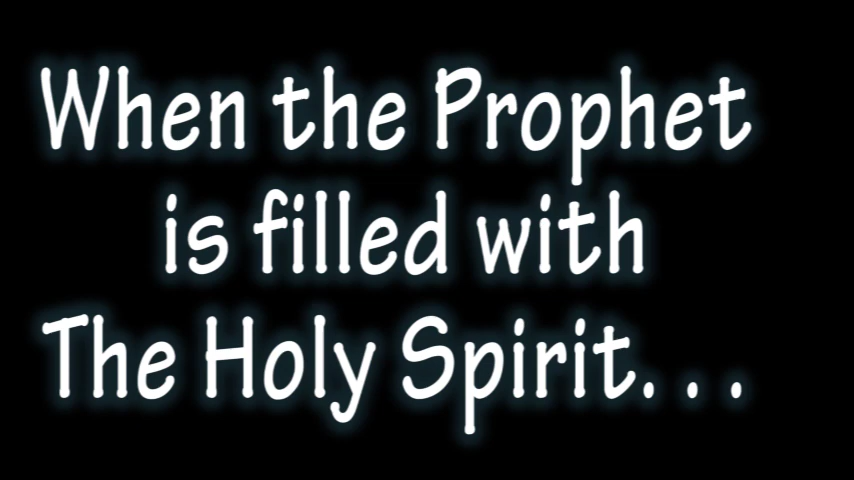 When the Prophet
is filled with
The Holy Spirit. . .